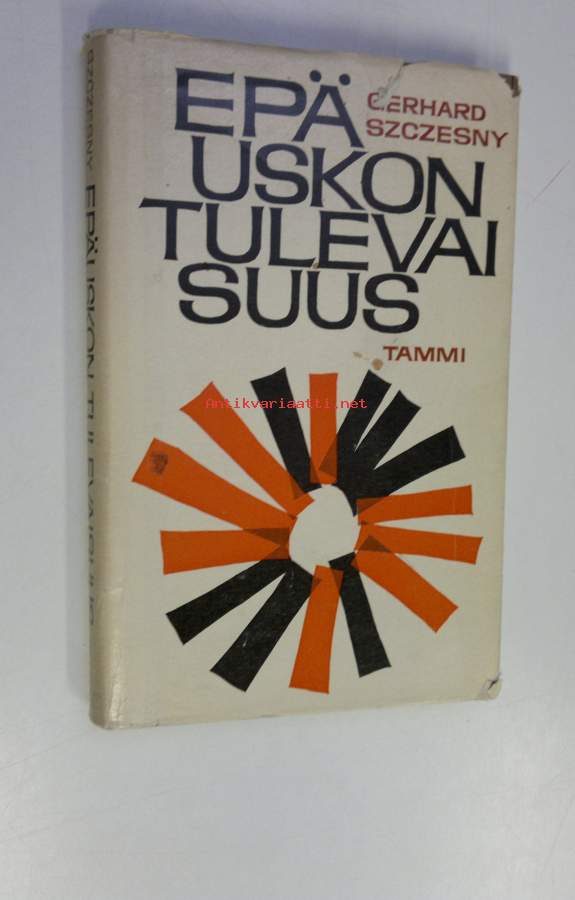 EPÄ
GERHARD
SZCZESNY
USKON
TULEVAI
SUUS
TAMMI
Antikvariaatti.net
SZCZESNY EPÄUSKON TULEVAISUUS